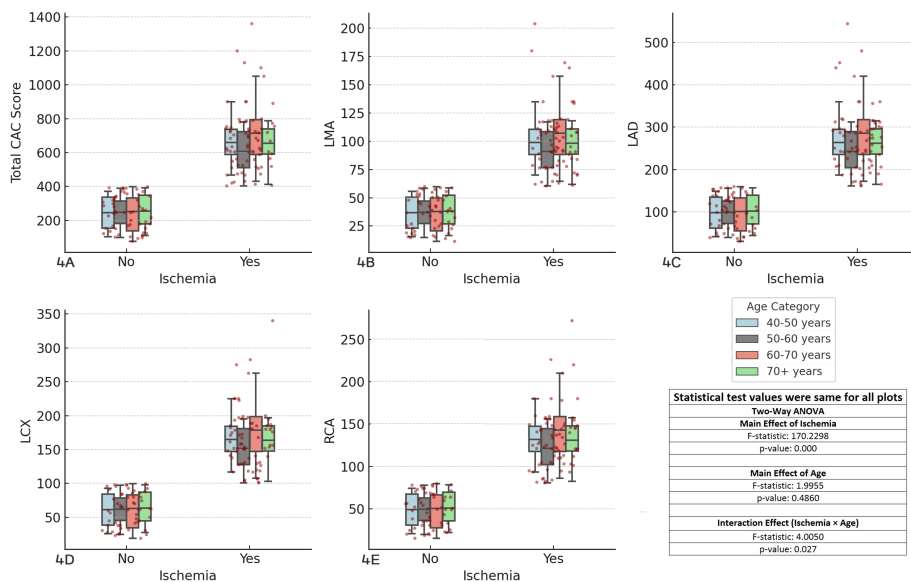 1400
1200
1000
800
600
400
200
Total CAC Score
4A
No
Yes
Ischemia
200
175
150
125
100
75
50
25
LMA
4B
No
Yes
Ischemia
500
400
300
200
100
LAD
4C
No
Yes
Ischemia
350
300
250
200
150
100
50
LCX
4D
No
Yes
Ischemia
250
200
150
100
50
RCA
4E
No
Yes
Ischemia
Age Category
40-50 years
50-60 years
60-70 years
70+ years
Statistical test values were same for all plots
Two-Way ANOVA
Main Effect of Ischemia
F-statistic: 170.2298
p-value: 0.000
Main Effect of Age
F-statistic: 1.9955
p-value: 0.4860
Interaction Effect (Ischemia × Age)
F-statistic: 4.0050
p-value: 0.027